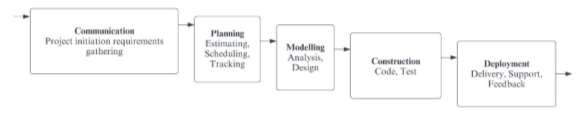 Communication
Project initiation requirements
gathering
Planning
Estimating,
Scheduling,
Tracking
Modelling
Analysis,
Design
Construction
Code, Test
Deployment
Delivery, Support,
Feedback